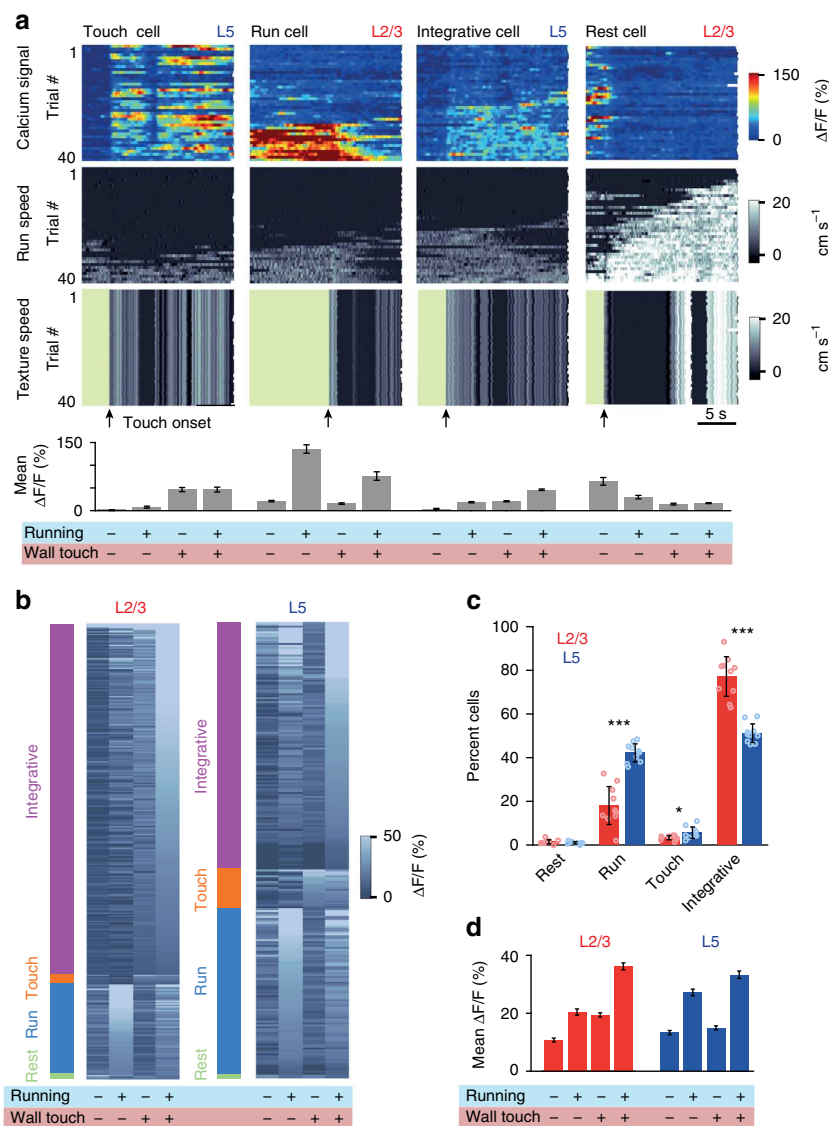 a
Touch cell L5 Run cell L2/3 Integrative cell L5 Rest cell L2/3
Calcium signal
Trial #
1
40
150
0
ΔF/F (%)
Run speed
Trial #
1
40
20
0
cm s⁻¹
Texture speed
Trial #
1
40
20
0
cm s⁻¹
Touch onset
5 s
Mean ΔF/F (%)
150
0
Running – + – + – + – + – + – + – + – +
Wall touch – – + + – – + + – – + + – – + +
b
L2/3 L5
Integrative
Touch
Run
Rest
Integrative
Touch
Run
Rest
50
0
ΔF/F (%)
Running – + – + – + – +
Wall touch – – + + – – + +
c
L2/3
L5
Percent cells
100
80
60
40
20
0
***
*
***
Rest Run Touch Integrative
d
L2/3 L5
Mean ΔF/F (%)
40
20
0
Running – + – + – + – +
Wall touch – – + + – – + +